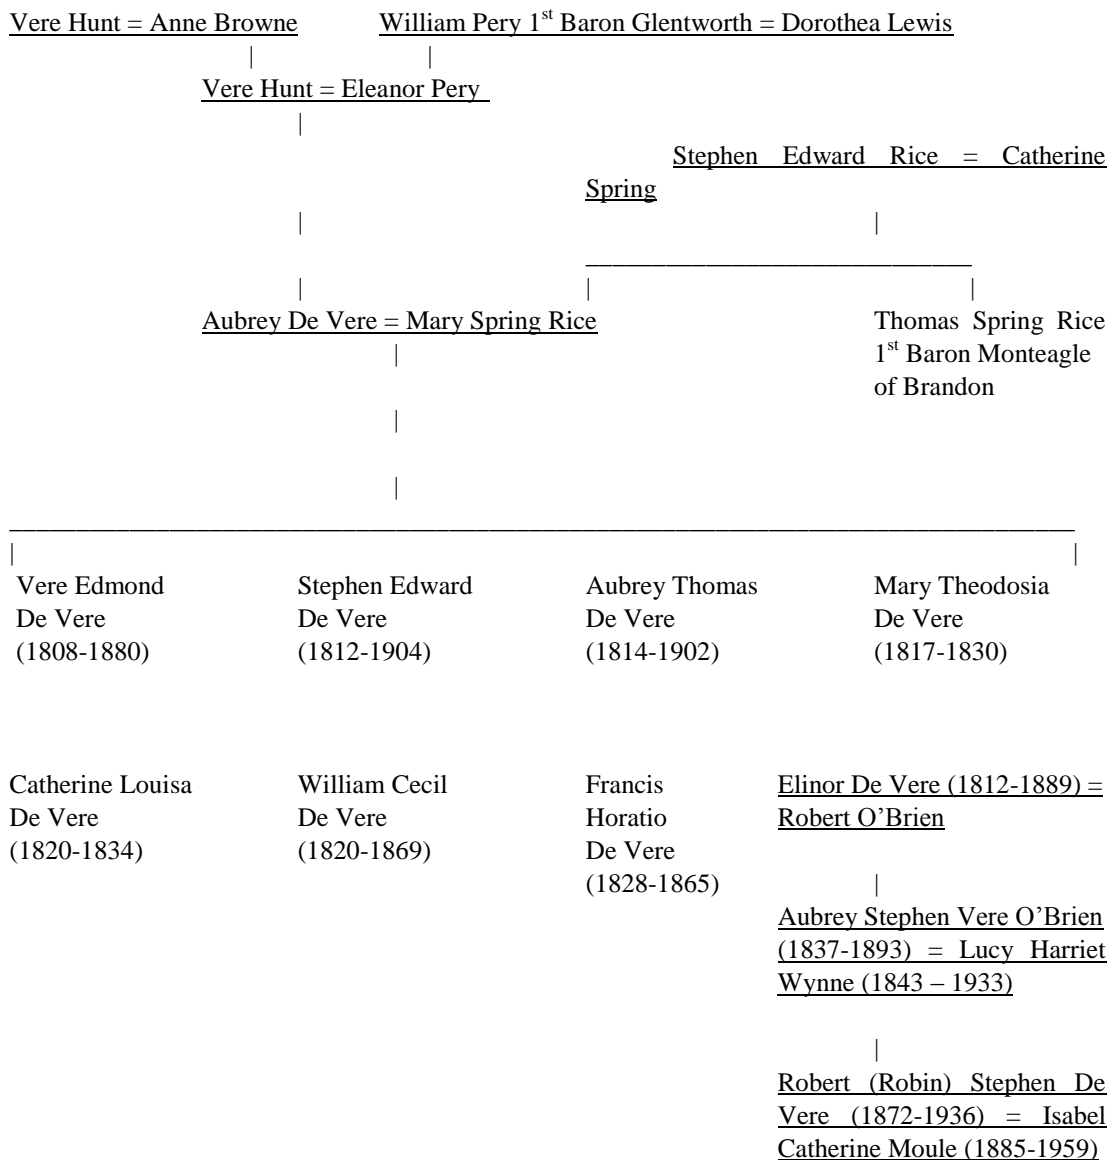 Vere Hunt = Anne Browne William Pery 1st Baron Glentworth = Dorothea Lewis
Vere Hunt = Eleanor Pery
Stephen Edward Rice = Catherine
Spring
Aubrey De Vere = Mary Spring Rice
Thomas Spring Rice
1st Baron Monteagle
of Brandon
Vere Edmond
De Vere
(1808-1880)
Stephen Edward
De Vere
(1812-1904)
Aubrey Thomas
De Vere
(1814-1902)
Mary Theodosia
De Vere
(1817-1830)
Catherine Louisa
De Vere
(1820-1834)
William Cecil
De Vere
(1820-1869)
Francis
Horatio
De Vere
(1828-1865)
Elinor De Vere (1812-1889) =
Robert O’Brien
Aubrey Stephen Vere O’Brien
(1837-1893) = Lucy Harriet
Wynne (1843 – 1933)
Robert (Robin) Stephen De
Vere (1872-1936) = Isabel
Catherine Moule (1885-1959)